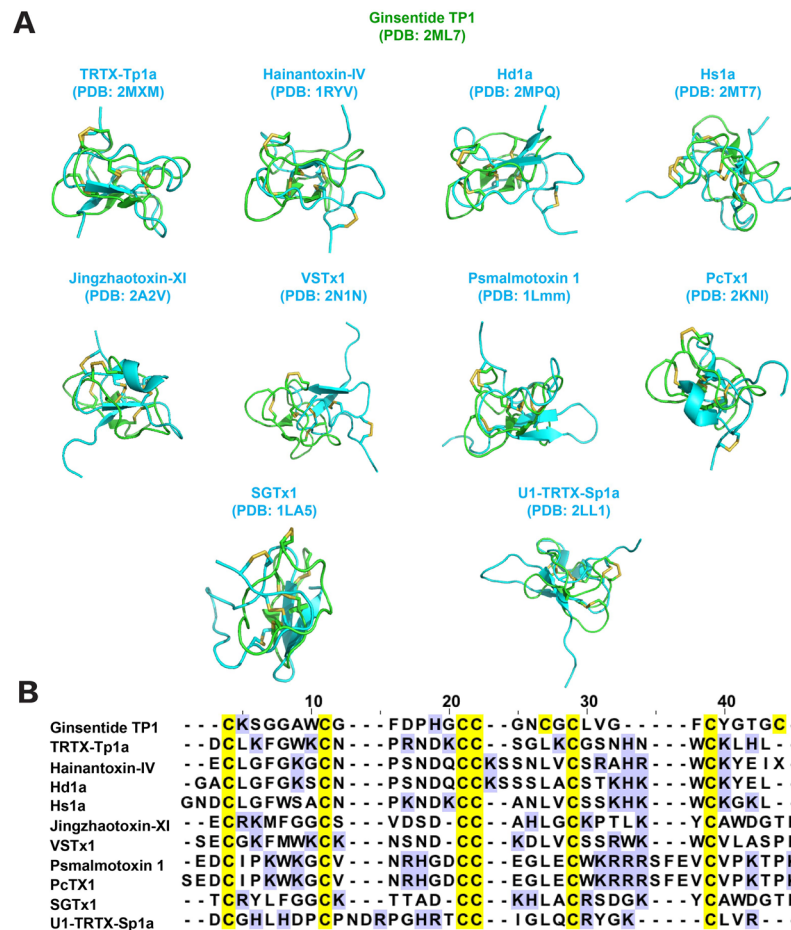 A
Ginsentide TP1
(PDB: 2ML7)
TRTX-Tp1a
(PDB: 2MXM)
Hainantoxin-IV
(PDB: 1RYV)
Hd1a
(PDB: 2MPQ)
Hs1a
(PDB: 2MT7)
Jingzhaotoxin-XI
(PDB: 2A2V)
VSTx1
(PDB: 2N1N)
Psmalmotoxin 1
(PDB: 1Lmm)
PcTx1
(PDB: 2KNI)
SGTx1
(PDB: 1LA5)
U1-TRTX-Sp1a
(PDB: 2LL1)
B
10 20 30 40
Ginsentide TP1 ---CKSGGAWCG---FDPHGCC--GNCGCLVG-----FCYGTGC
TRTX-Tp1a --DCLKFGWKCN---PRNDKCC--SGLKCGSNHN---WCKLHL-
Hainantoxin-IV --ECLGFGKGCN---PSNDQCCKSSNLVCSRAHR---WCKYEIX
Hd1a -GACLGFGKSCN---PSNDQCCKSSSLACSTKHK---WCKYEL-
Hs1a GNDCLGFWSACN---PKNDKCC--ANLVCSSKHK---WCKGKL-
Jingzhaotoxin-XI --ECRKMFGGCS---VDSD-CC--AHLGCKPTLK---YCAWDGT
VSTx1 -SECGKFMWKCK---NSND-CC--KDLVCSSRWK---WCVLASP
Psmalmotoxin 1 -EDCIPKWKGCV---NRHGDCC--EGLECWKRRRSFEVCVPKTP
PcTX1 SEDCIPKWKGCV---NRHGDCC--EGLECWKRRRSFEVCVPKTP
SGTx1 --TCRYLFGGCK---TTAD-CC--KHLACRSDGK---YCAWDGT
U1-TRTX-Sp1a --DCGHLHDPCPNDRPGHRTCC--IGLQCRYGK-----CLVR--